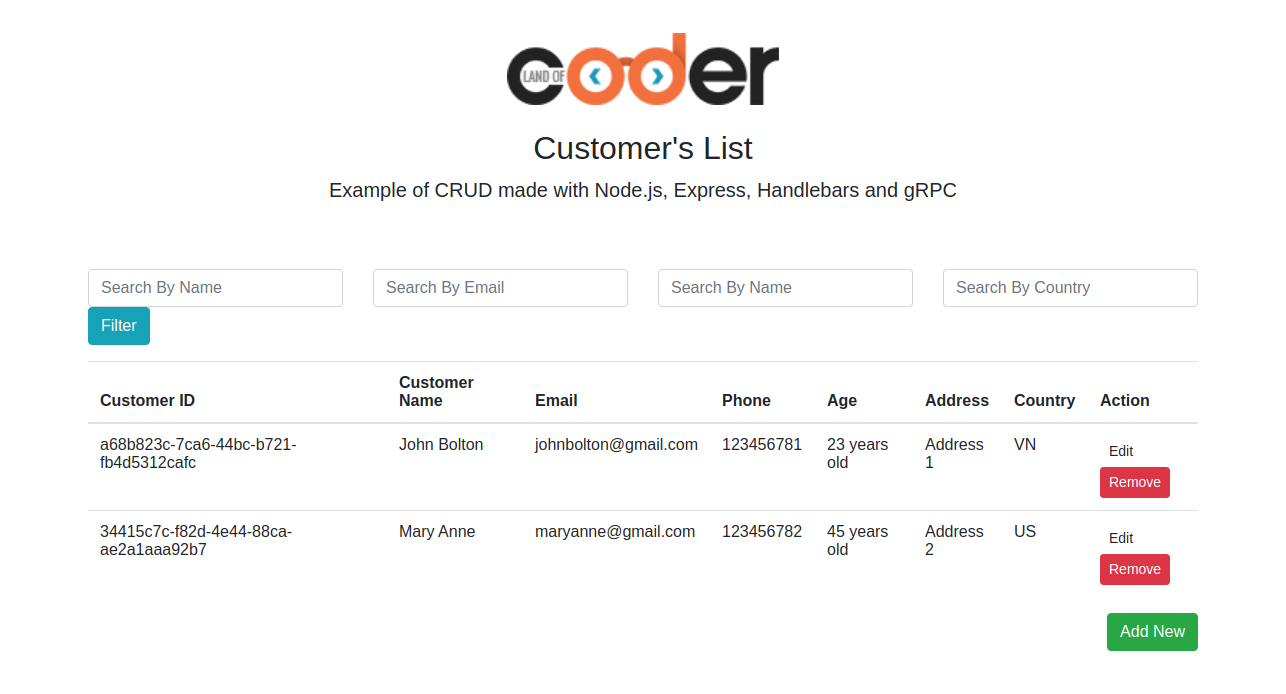 LAND OF coder
Customer's List
Example of CRUD made with Node.js, Express, Handlebars and gRPC
Search By Name Search By Email Search By Name Search By Country
Filter
Customer ID Customer Name Email Phone Age Address Country Action
a68b823c-7ca6-44bc-b721-fb4d5312cafc John Bolton johnbolton@gmail.com 123456781 23 years old Address 1 VN Edit
Remove
34415c7c-f82d-4e44-88ca-ae2a1aaa92b7 Mary Anne maryanne@gmail.com 123456782 45 years old Address 2 US Edit
Remove
Add New